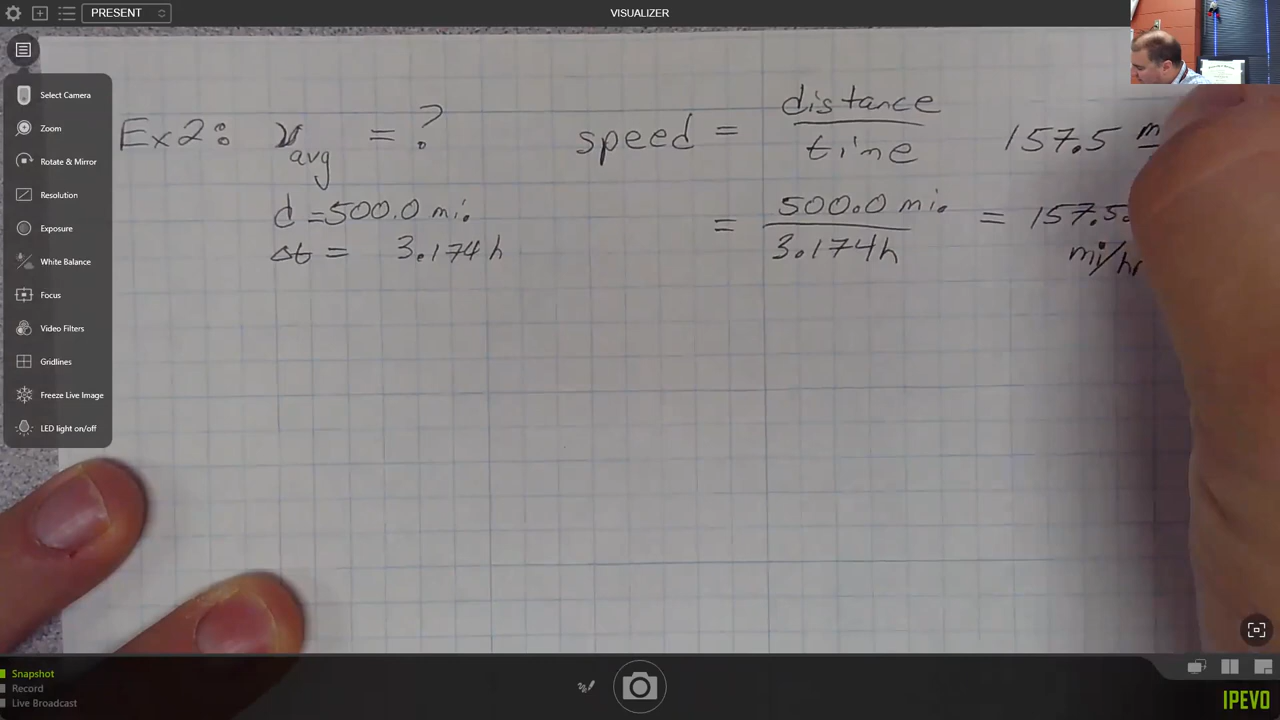 PRESENT
VISUALIZER
Select Camera
Zoom
Rotate & Mirror
Resolution
Exposure
White Balance
Focus
Video Filters
Gridlines
Freeze Live Image
LED light on/off
Ex2: v avg = ?
d = 500.0 mi.
Δt = 3.174 h
speed = distance / time
= 500.0 mi. / 3.174 h = 157.5
mi/hr
157.5 m
Snapshot
Record
Live Broadcast
IPEVO